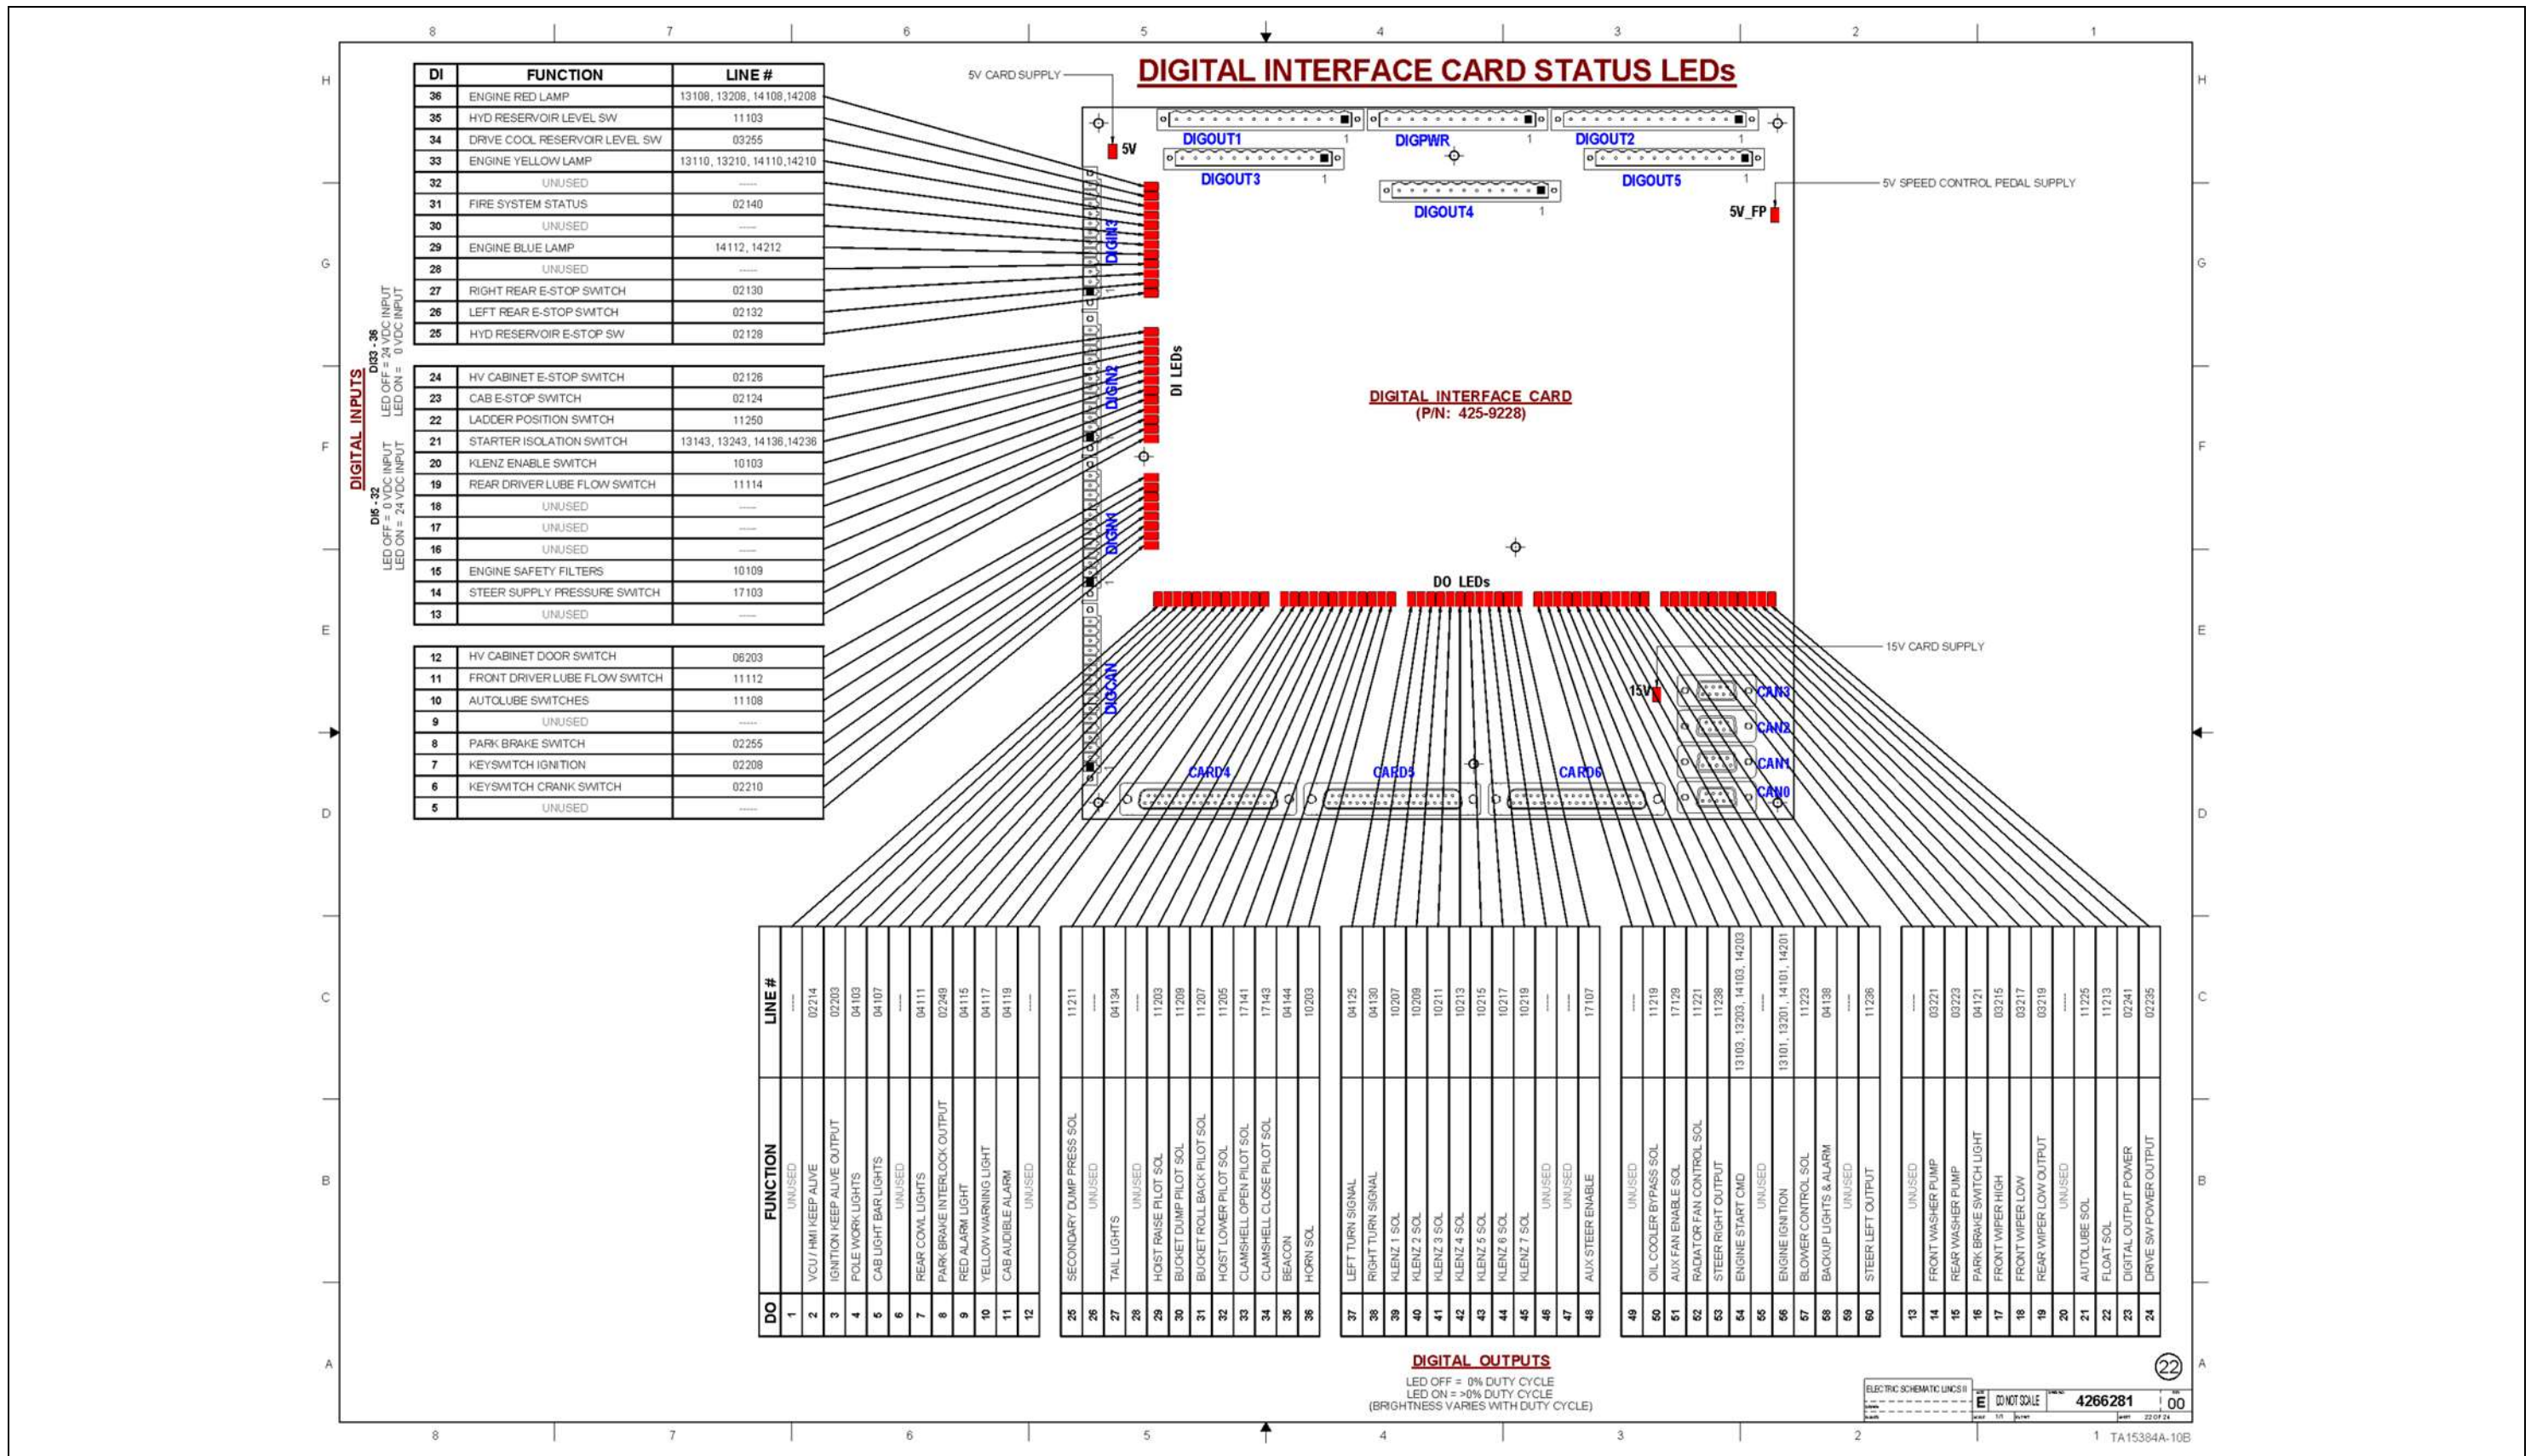 8 7 6 5 4 3 2 1
DIGITAL INTERFACE CARD STATUS LEDs
H
H
G
G
F
F
E
E
D
D
C
C
B
B
A
A
DI FUNCTION LINE #
36 ENGINE RED LAMP 13108, 13208, 14108,14208
35 HYD RESERVOIR LEVEL SW 11103
34 DRIVE COOL RESERVOIR LEVEL SW 03255
33 ENGINE YELLOW LAMP 13110, 13210, 14110,14210
32 UNUSED -----
31 FIRE SYSTEM STATUS 02140
30 UNUSED -----
29 ENGINE BLUE LAMP 14112, 14212
28 UNUSED -----
27 RIGHT REAR E-STOP SWITCH 02130
26 LEFT REAR E-STOP SWITCH 02132
25 HYD RESERVOIR E-STOP SW 02128
24 HV CABINET E-STOP SWITCH 02126
23 CAB E-STOP SWITCH 02124
22 LADDER POSITION SWITCH 11250
21 STARTER ISOLATION SWITCH 13143, 13243, 14136,14236
20 KLENZ ENABLE SWITCH 10103
19 REAR DRIVER LUBE FLOW SWITCH 11114
18 UNUSED -----
17 UNUSED -----
16 UNUSED -----
15 ENGINE SAFETY FILTERS 10109
14 STEER SUPPLY PRESSURE SWITCH 17103
13 UNUSED -----
12 HV CABINET DOOR SWITCH 06203
11 FRONT DRIVER LUBE FLOW SWITCH 11112
10 AUTOLUBE SWITCHES 11108
9 UNUSED -----
8 PARK BRAKE SWITCH 02255
7 KEYSWITCH IGNITION 02208
6 KEYSWITCH CRANK SWITCH 02210
5 UNUSED -----
DIGITAL INPUTS
DI33 - 36
LED OFF = 24 VDC INPUT
LED ON = 0 VDC INPUT
DI5 - 32
LED OFF = 0 VDC INPUT
LED ON = 24 VDC INPUT
5V CARD SUPPLY
5V
DIGOUT1 1
DIGPWR 1
DIGOUT2 1
DIGOUT3 1
DIGOUT4 1
DIGOUT5 1
5V SPEED CONTROL PEDAL SUPPLY
5V_FP
DIGIN3 1
DIGIN2 1
DIGIN1 1
DIGCAN 1
DI LEDs
DIGITAL INTERFACE CARD
(P/N: 425-9228)
DO LEDs
15V CARD SUPPLY
15V
CAN3
CAN2
CAN1
CAN0
CARD4
CARD5
CARD6
DO FUNCTION LINE #
1 UNUSED -----
2 VCU / HMI KEEP ALIVE 02214
3 IGNITION KEEP ALIVE OUTPUT 02203
4 POLE WORK LIGHTS 04103
5 CAB LIGHT BAR LIGHTS 04107
6 UNUSED -----
7 REAR COWL LIGHTS 04111
8 PARK BRAKE INTERLOCK OUTPUT 02249
9 RED ALARM LIGHT 04115
10 YELLOW WARNING LIGHT 04117
11 CAB AUDIBLE ALARM 04119
12 UNUSED -----
25 SECONDARY DUMP PRESS SOL 11211
26 UNUSED -----
27 TAIL LIGHTS 04134
28 UNUSED -----
29 HOIST RAISE PILOT SOL 11203
30 BUCKET DUMP PILOT SOL 11209
31 BUCKET ROLL BACK PILOT SOL 11207
32 HOIST LOWER PILOT SOL 11205
33 CLAMSHELL OPEN PILOT SOL 17141
34 CLAMSHELL CLOSE PILOT SOL 17143
35 BEACON 04144
36 HORN SOL 10203
37 LEFT TURN SIGNAL 04125
38 RIGHT TURN SIGNAL 04130
39 KLENZ 1 SOL 10207
40 KLENZ 2 SOL 10209
41 KLENZ 3 SOL 10211
42 KLENZ 4 SOL 10213
43 KLENZ 5 SOL 10215
44 KLENZ 6 SOL 10217
45 KLENZ 7 SOL 10219
46 UNUSED -----
47 UNUSED -----
48 AUX STEER ENABLE 17107
49 UNUSED -----
50 OIL COOLER BYPASS SOL 11219
51 AUX FAN ENABLE SOL 17129
52 RADIATOR FAN CONTROL SOL 11221
53 STEER RIGHT OUTPUT 11238
54 ENGINE START CMD 13103, 13203, 14103, 14203
55 UNUSED -----
56 ENGINE IGNITION 13101, 13201 ,14101, 14201
57 BLOWER CONTROL SOL 11223
58 BACKUP LIGHTS & ALARM 04138
59 UNUSED -----
60 STEER LEFT OUTPUT 11236
13 UNUSED -----
14 FRONT WASHER PUMP 03221
15 REAR WASHER PUMP 03223
16 PARK BRAKE SWITCH LIGHT 04121
17 FRONT WIPER HIGH 03215
18 FRONT WIPER LOW 03217
19 REAR WIPER LOW OUTPUT 03219
20 UNUSED -----
21 AUTOLUBE SOL 11225
22 FLOAT SOL 11213
23 DIGITAL OUTPUT POWER 02241
24 DRIVE SW POWER OUTPUT 02235
DIGITAL OUTPUTS
LED OFF = 0% DUTY CYCLE
LED ON = >0% DUTY CYCLE
(BRIGHTNESS VARIES WITH DUTY CYCLE)
22
ELECTRIC SCHEMATIC LINCS II
E DO NOT SCALE 4266281 00
22 OF 24
8 7 6 5 4 3 2 1
TA15384A-10B